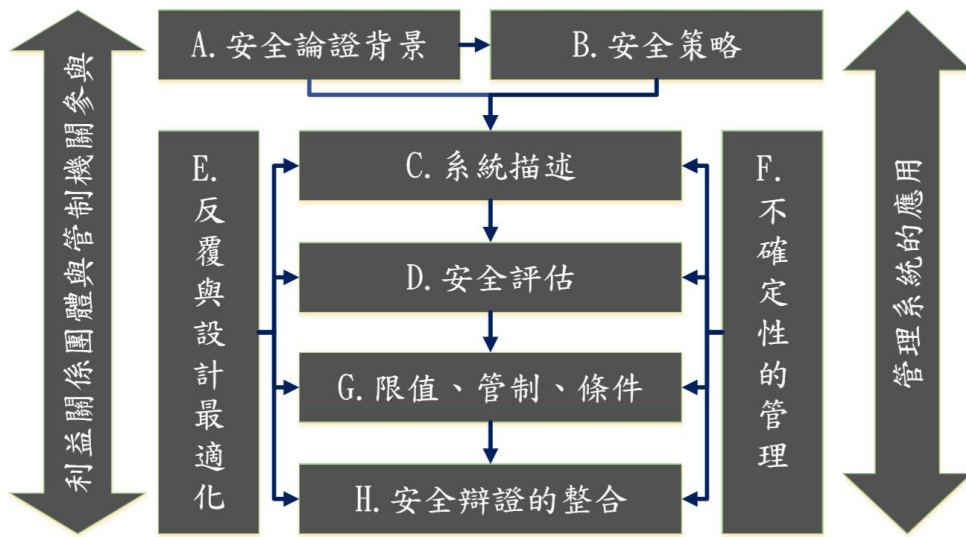 利益關係團體與管制機關參與
A.安全論證背景
B.安全策略
E.反覆與設計最適化
C.系統描述
D.安全評估
G.限值、管制、條件
H.安全辯證的整合
F.不確定性的管理
管理系統的應用